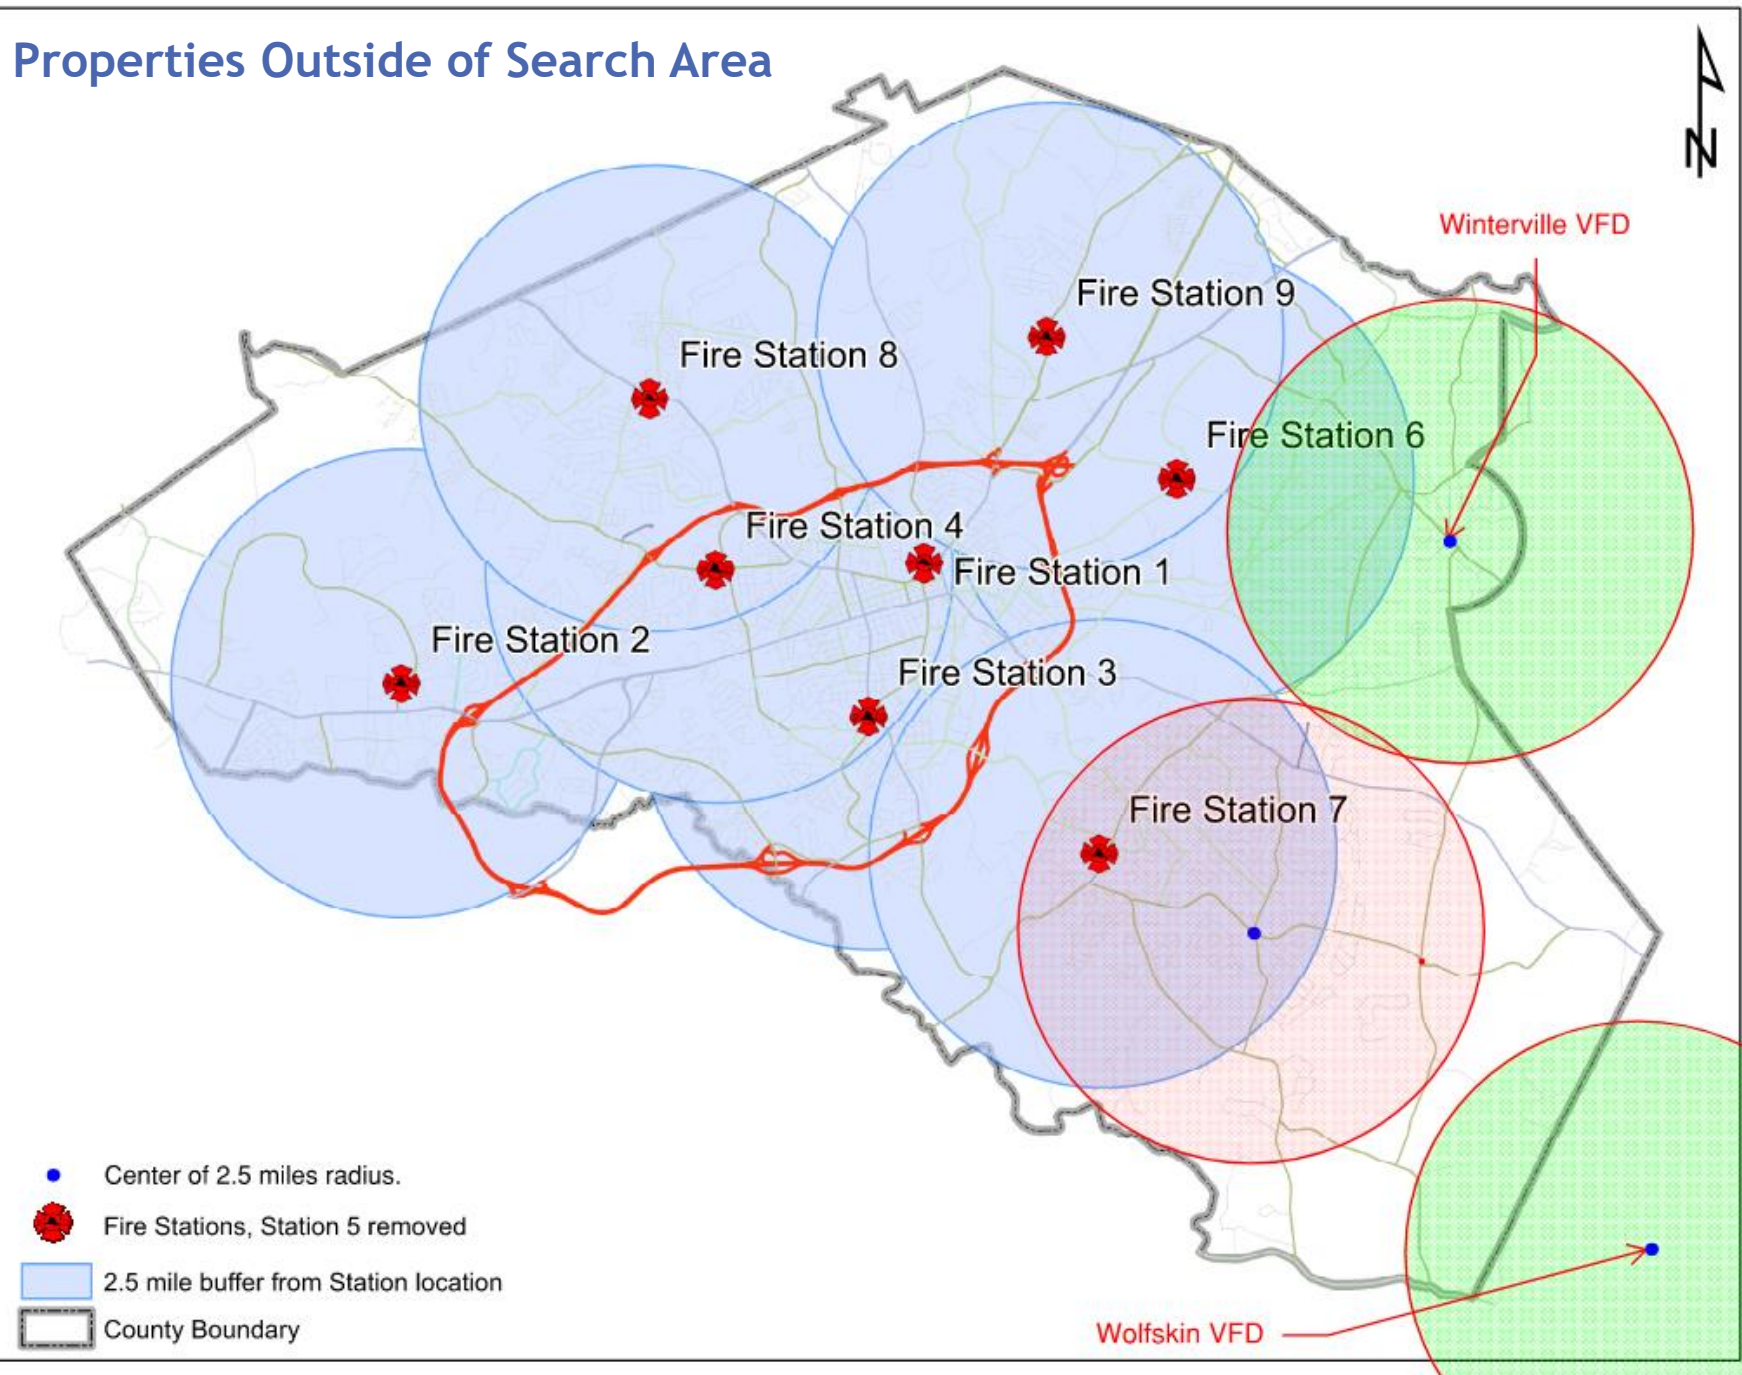 Properties Outside of Search Area
N
Winterville VFD
Fire Station 9
Fire Station 8
Fire Station 6
Fire Station 4
Fire Station 1
Fire Station 2
Fire Station 3
Fire Station 7
Center of 2.5 miles radius.
Fire Stations, Station 5 removed
2.5 mile buffer from Station location
County Boundary
Wolfskin VFD